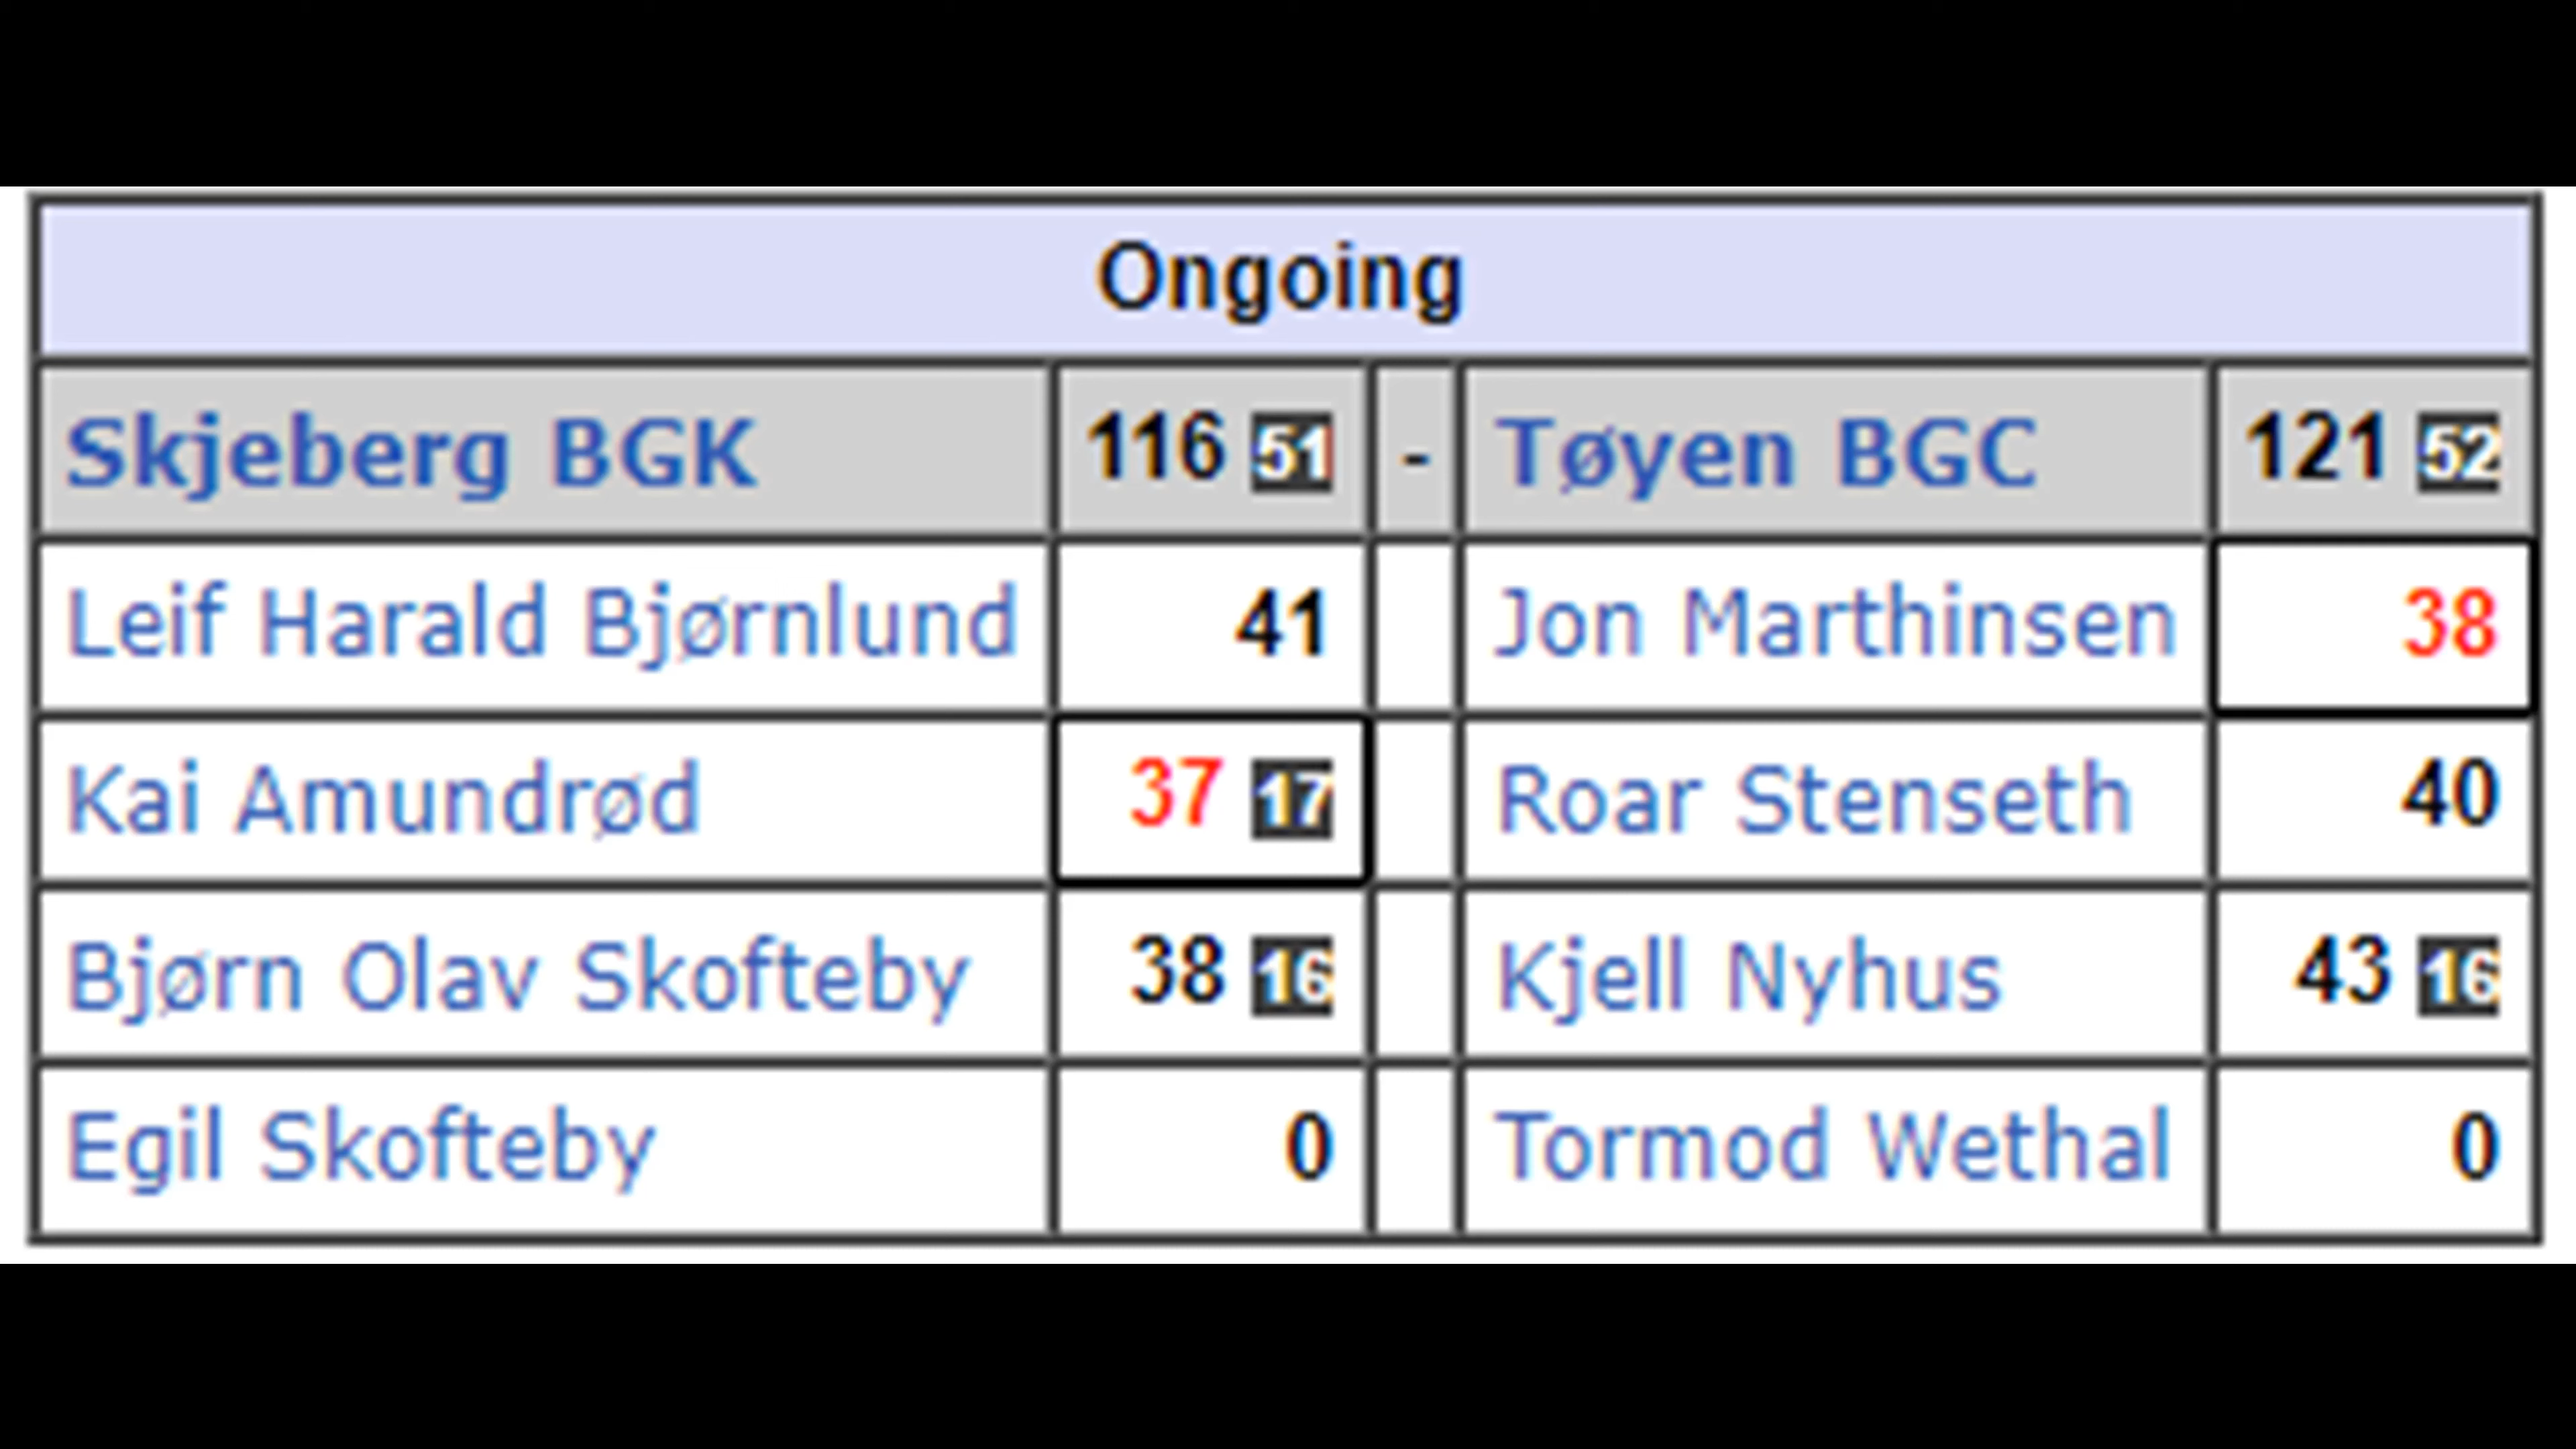 Ongoing
Skjeberg BGK 116 51 - Tøyen BGC 121 52
Leif Harald Bjørnlund 41 Jon Marthinsen 38
Kai Amundrød 37 17 Roar Stenseth 40
Bjørn Olav Skofteby 38 16 Kjell Nyhus 43 16
Egil Skofteby 0 Tormod Wethal 0